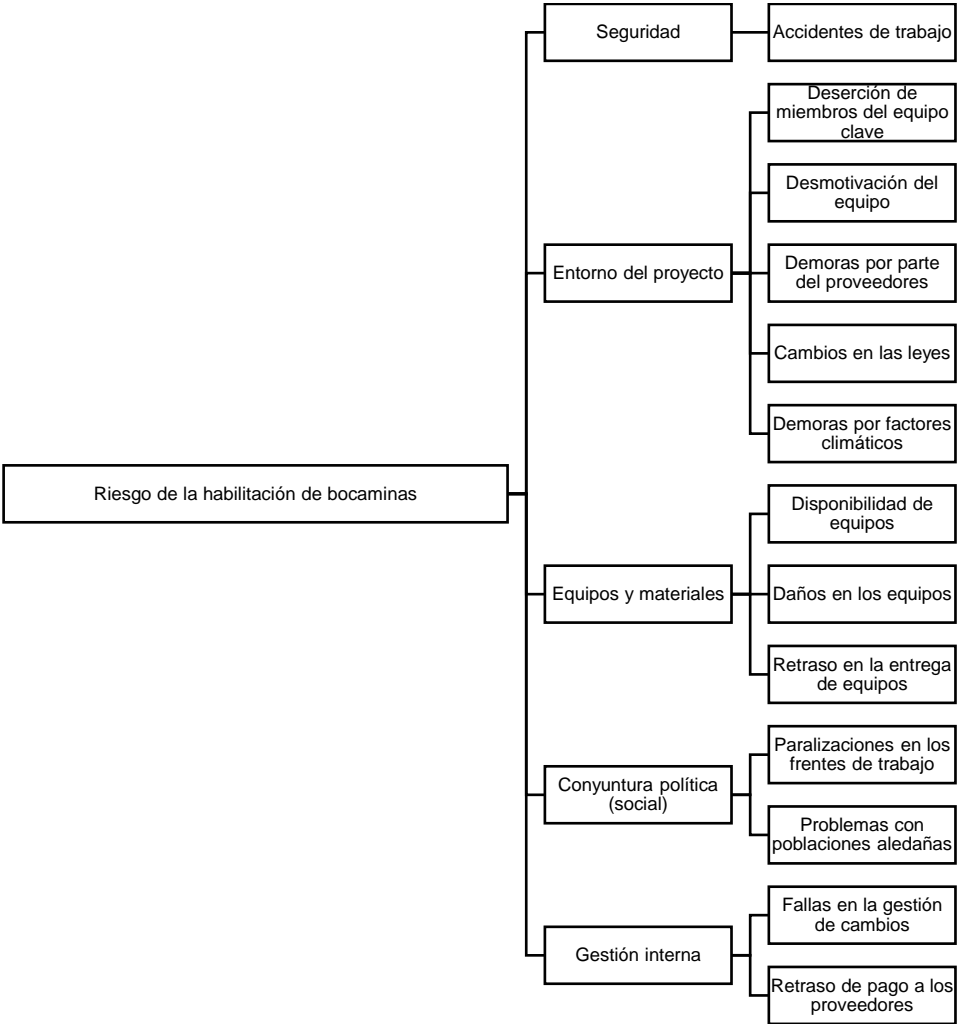 Seguridad
Accidentes de trabajo
Deserción de
miembros del equipo
clave
Desmotivación del
equipo
Entorno del proyecto
Demoras por parte
del proveedores
Cambios en las leyes
Demoras por factores
climáticos
Riesgo de la habilitación de bocaminas
Disponibilidad de
equipos
Equipos y materiales
Daños en los equipos
Retraso en la entrega
de equipos
Conyuntura política
(social)
Paralizaciones en los
frentes de trabajo
Problemas con
poblaciones aledañas
Gestión interna
Fallas en la gestión
de cambios
Retraso de pago a los
proveedores